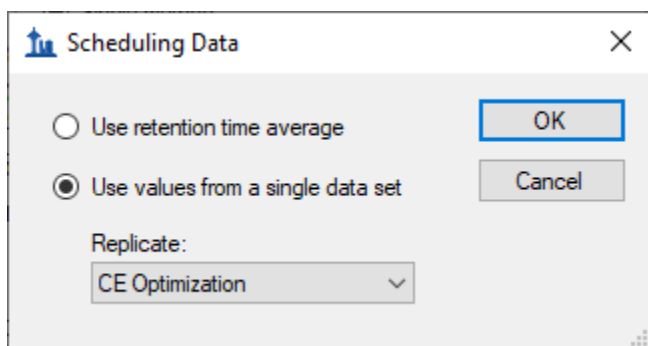 Scheduling Data
Use retention time average
OK
Use values from a single data set
Cancel
Replicate:
CE Optimization